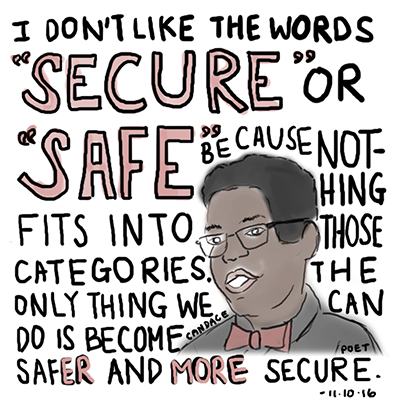 I DON'T LIKE THE WORDS
"SECURE" OR
"SAFE" BECAUSE NOT-
HING
FITS INTO THOSE
CATEGORIES. THE
ONLY THING WE CAN
DO IS BECOME
SAFER AND MORE SECURE.
CANDACE
POET
-11.10.16